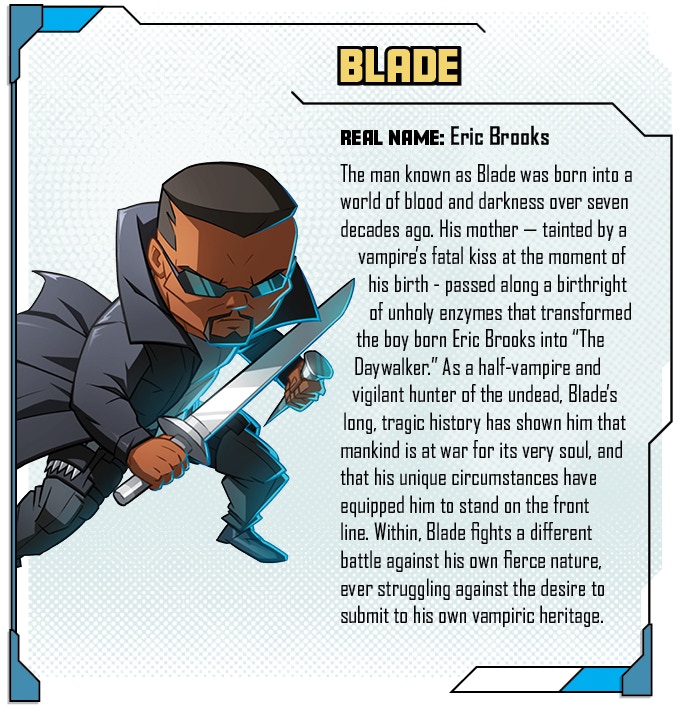 BLADE
REAL NAME: Eric Brooks
The man known as Blade was born into a
world of blood and darkness over seven
decades ago. His mother – tainted by a
vampire's fatal kiss at the moment of
his birth - passed along a birthright
of unholy enzymes that transformed
the boy born Eric Brooks into “The
Daywalker.” As a half-vampire and
vigilant hunter of the undead, Blade's
long, tragic history has shown him that
mankind is at war for its very soul, and
that his unique circumstances have
equipped him to stand on the front
line. Within, Blade fights a different
battle against his own fierce nature,
ever struggling against the desire to
submit to his own vampiric heritage.